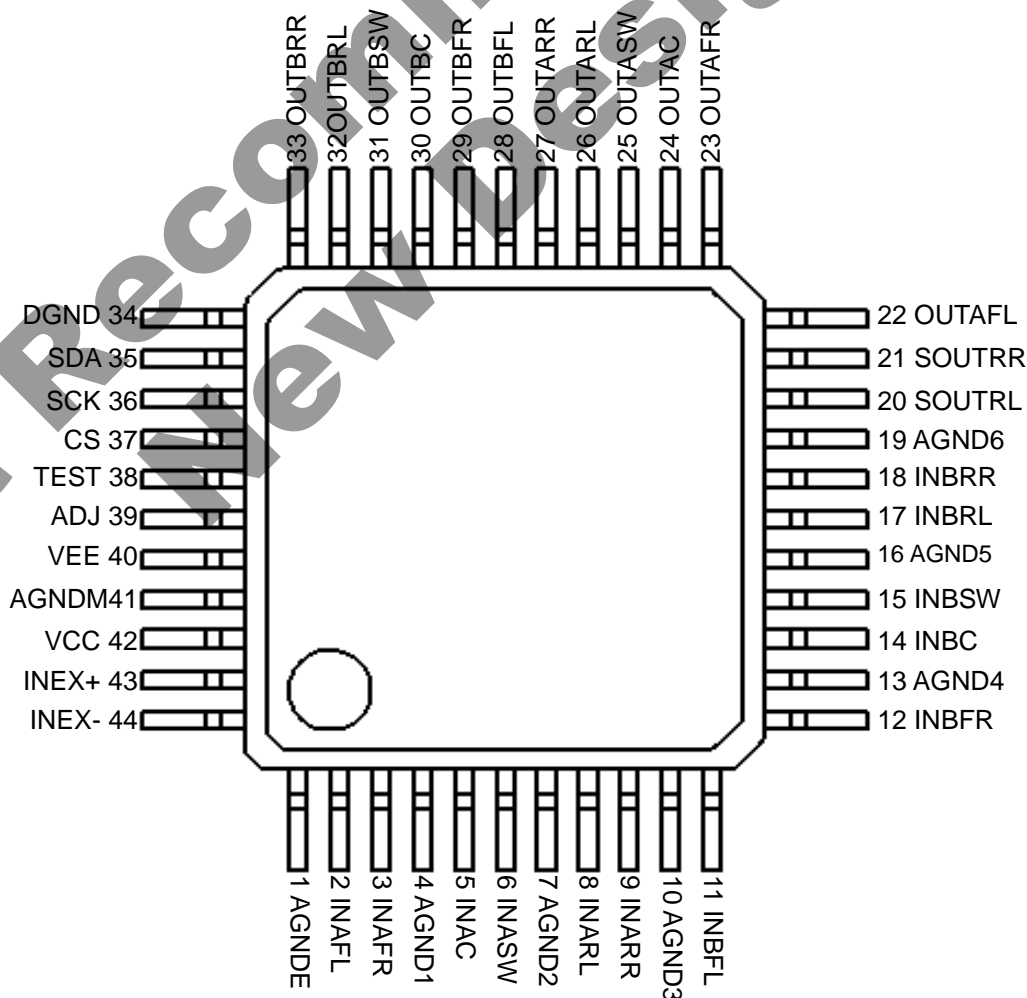 33 OUTBRR
32OUTBRL
31 OUTBSW
30 OUTBC
29 OUTBFR
28 OUTBFL
27 OUTARR
26 OUTARL
25 OUTASW
24 OUTAC
23 OUTAFR
DGND 34
SDA 35
SCK 36
CS 37
TEST 38
ADJ 39
VEE 40
AGNDM41
VCC 42
INEX+ 43
INEX- 44
22 OUTAFL
21 SOUTRR
20 SOUTRL
19 AGND6
18 INBRR
17 INBRL
16 AGND5
15 INBSW
14 INBC
13 AGND4
12 INBFR
1 AGNDE
2 INAFL
3 INAFR
4 AGND1
5 INAC
6 INASW
7 AGND2
8 INARL
9 INARR
10 AGND3
11 INBFL
New Desig